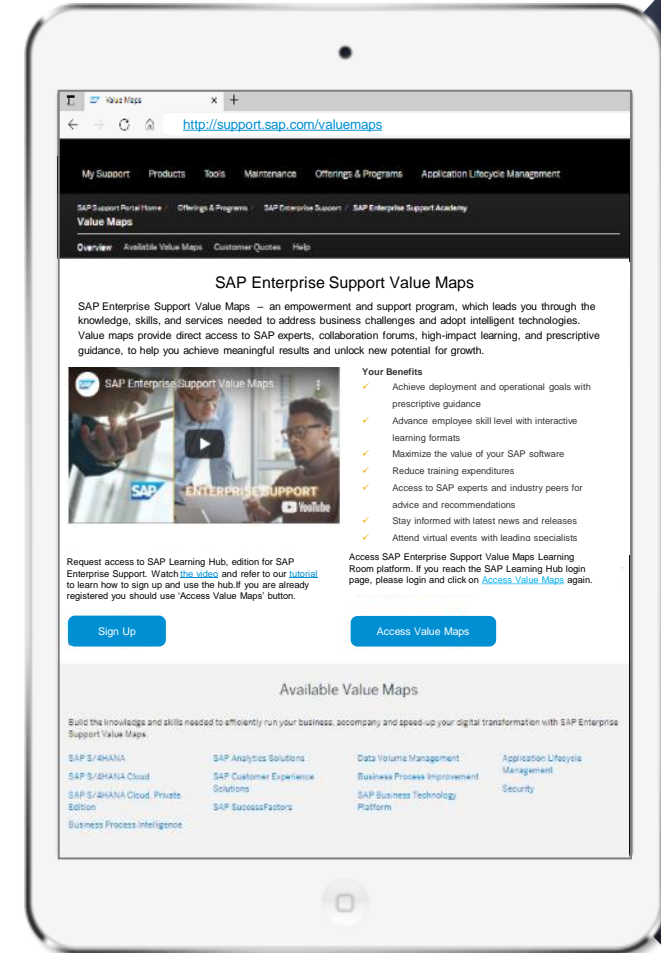 Value Maps
http://support.sap.com/valuemaps
My Support Products Tools Maintenance Offerings & Programs Application Lifecycle Management
SAP Support Portal Home / Offerings & Programs / SAP Enterprise Support / SAP Enterprise Support Academy
Value Maps
Overview Available Value Maps Customer Quotes Help
SAP Enterprise Support Value Maps
SAP Enterprise Support Value Maps – an empowerment and support program, which leads you through the
knowledge, skills, and services needed to address business challenges and adopt intelligent technologies.
Value maps provide direct access to SAP experts, collaboration forums, high-impact learning, and prescriptive
guidance, to help you achieve meaningful results and unlock new potential for growth.
SAP
SAP Enterprise Support Value Maps
SAP
ENTERPRISE SUPPORT
YouTube
Your Benefits
✓ Achieve deployment and operational goals with
prescriptive guidance
✓ Advance employee skill level with interactive
learning formats
✓ Maximize the value of your SAP software
✓ Reduce training expenditures
✓ Access to SAP experts and industry peers for
advice and recommendations
✓ Stay informed with latest news and releases
✓ Attend virtual events with leading specialists
Request access to SAP Learning Hub, edition for SAP
Enterprise Support. Watch the video and refer to our tutorial
to learn how to sign up and use the hub.If you are already
registered you should use ‘Access Value Maps’ button.
Sign Up
Access SAP Enterprise Support Value Maps Learning
Room platform. If you reach the SAP Learning Hub login
page, please login and click on Access Value Maps again.
Access Value Maps
Available Value Maps
Build the knowledge and skills needed to efficiently run your business, accompany and speed-up your digital transformation with SAP Enterprise
Support Value Maps.
SAP S/4HANA
SAP S/4HANA Cloud
SAP S/4HANA Cloud, Private
Edition
Business Process Intelligence
SAP Analytics Solutions
SAP Customer Experience
Solutions
SAP SuccessFactors
Data Volume Management
Business Process Improvement
SAP Business Technology
Platform
Application Lifecycle
Management
Security